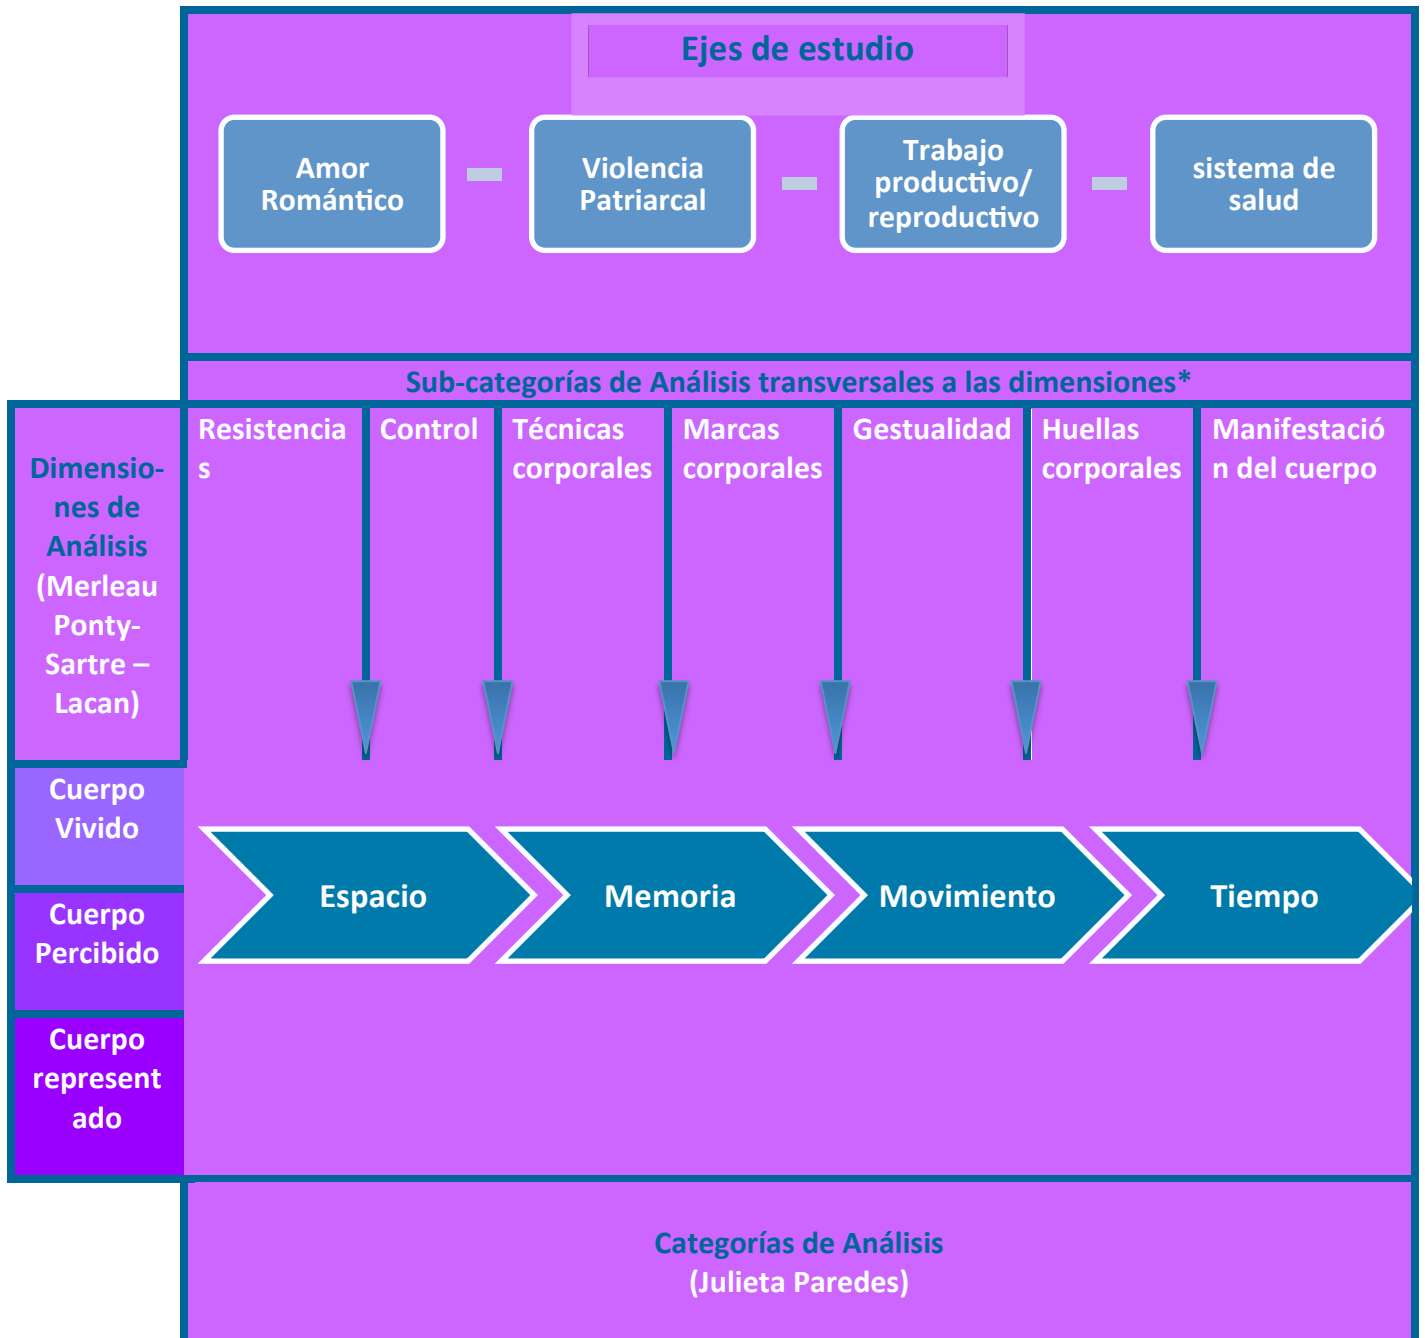 Ejes de estudio
Amor
Romántico
Violencia
Patriarcal
Trabajo
productivo/
reproductivo
sistema de
salud
Sub-categorías de Análisis transversales a las dimensiones*
Dimensio-
nes de
Análisis
(Merleau
Ponty-
Sartre –
Lacan)
Resistencia
s
Control
Técnicas
corporales
Marcas
corporales
Gestualidad
Huellas
corporales
Manifestació
n del cuerpo
Cuerpo
Vivido
Cuerpo
Percibido
Cuerpo
represent
ado
Espacio
Memoria
Movimiento
Tiempo
Categorías de Análisis
(Julieta Paredes)